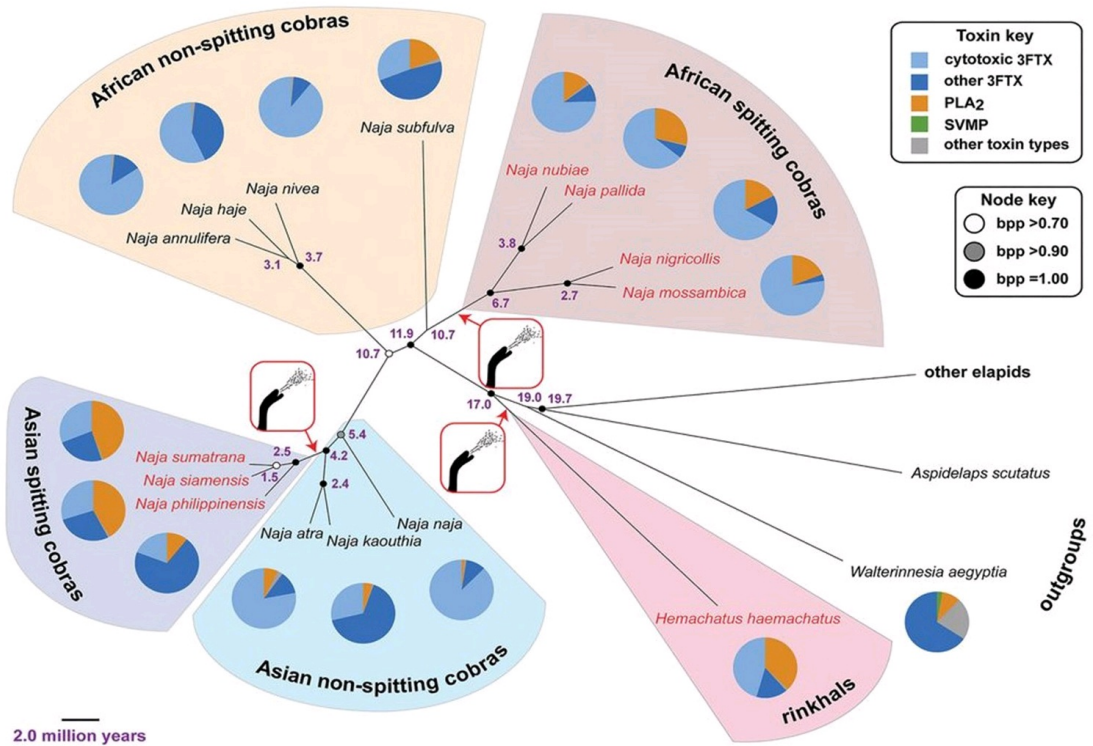 African non-spitting cobras
Naja subfulva
Naja nivea
Naja haje
Naja annulifera
3.1
3.7
African spitting cobras
Naja nubiae
Naja pallida
3.8
Naja nigricollis
Naja mossambica
6.7
2.7
Toxin key
cytotoxic 3FTX
other 3FTX
PLA2
SVMP
other toxin types
Node key
bpp >0.70
bpp >0.90
bpp =1.00
11.9
10.7
10.7
17.0
19.0
19.7
other elapids
Aspidelaps scutatus
Walterinnesia aegyptia
outgroups
Hemachatus haemachatus
rinkhals
Asian spitting cobras
Naja sumatrana
Naja siamensis
Naja philippinensis
2.5
1.5
5.4
4.2
2.4
Naja naja
Naja atra
Naja kaouthia
Asian non-spitting cobras
2.0 million years